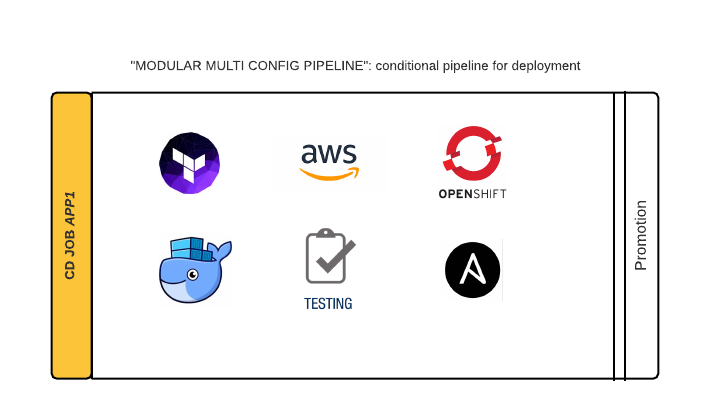 "MODULAR MULTI CONFIG PIPELINE": conditional pipeline for deployment
CD JOB APP1
aws
OPENSHIFT
TESTING
Promotion